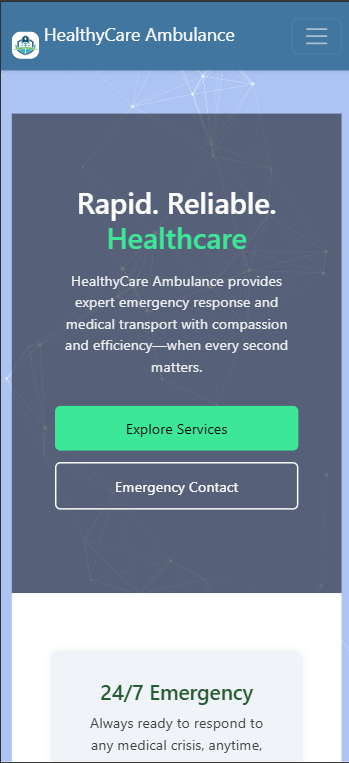 HealthyCare Ambulance
Rapid. Reliable.
Healthcare
HealthyCare Ambulance provides
expert emergency response and
medical transport with compassion
and efficiency—when every second
matters.
Explore Services
Emergency Contact
24/7 Emergency
Always ready to respond to
any medical crisis, anytime,